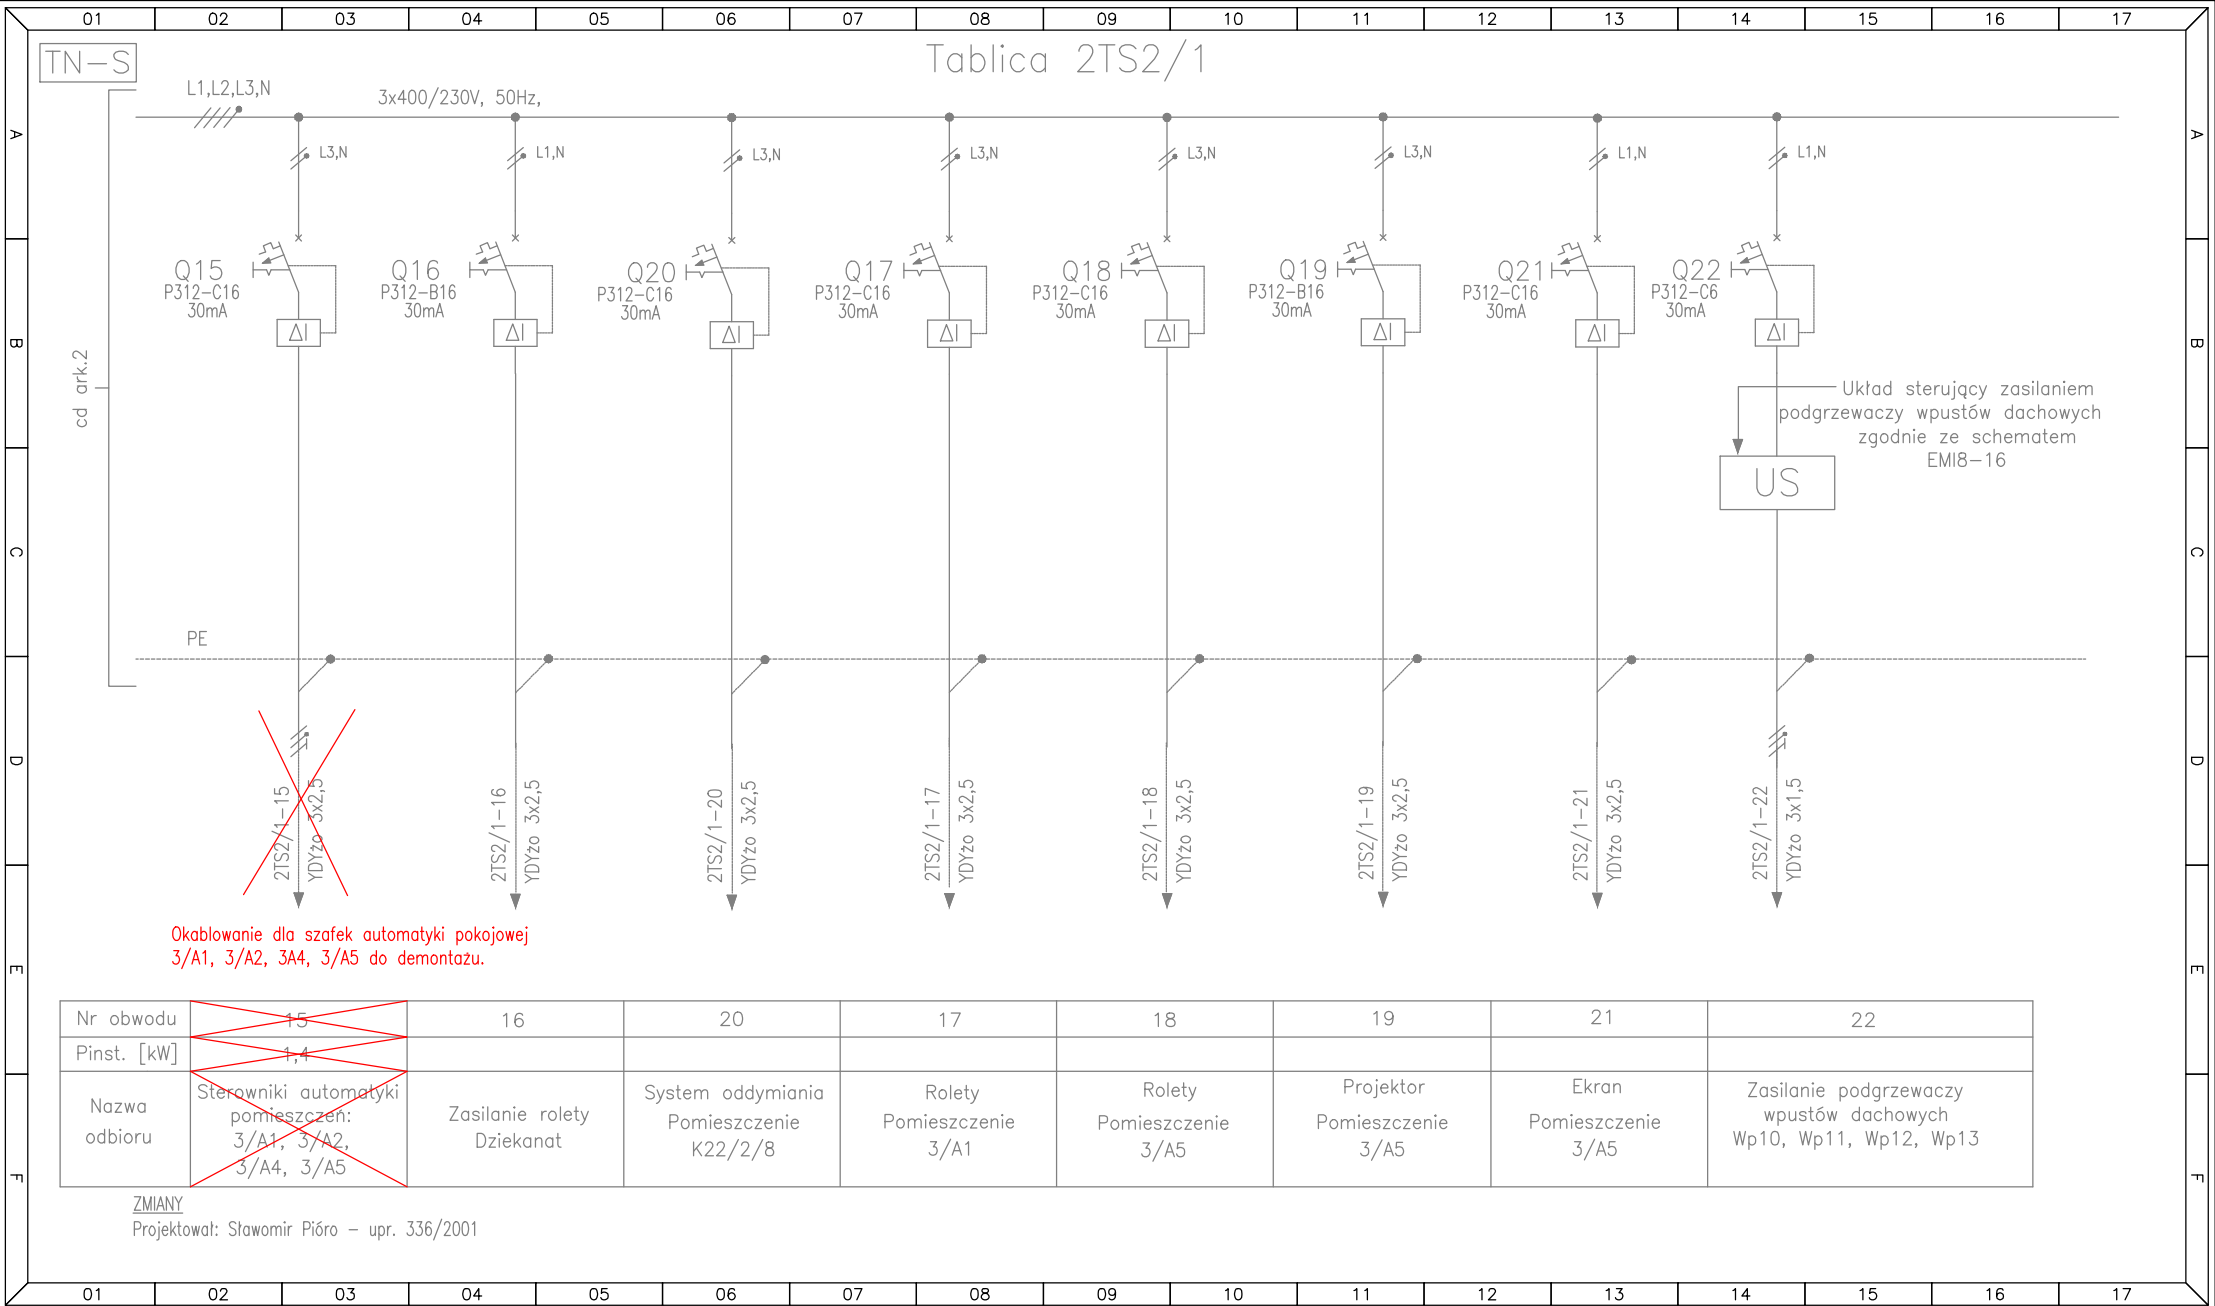 01 02 03 04 05 06 07 08 09 10 11 12 13 14 15 16 17
TN-S
Tablica 2TS2/1
L1,L2,L3,N
3x400/230V, 50Hz,
A
A
L3,N
L1,N
L3,N
L3,N
L3,N
L3,N
L1,N
L1,N
Q15
P312-C16
30mA
ΔI
Q16
P312-B16
30mA
ΔI
Q20
P312-C16
30mA
ΔI
Q17
P312-C16
30mA
ΔI
Q18
P312-C16
30mA
ΔI
Q19
P312-B16
30mA
ΔI
Q21
P312-C16
30mA
ΔI
Q22
P312-C6
30mA
ΔI
B
B
cd ark.2
Układ sterujący zasilaniem
podgrzewaczy wpustów dachowych
zgodnie ze schematem
EMI8-16
US
C
C
PE
D
D
2TS2/1-15
YDYżo 3x2,5
2TS2/1-16
YDYżo 3x2,5
2TS2/1-20
YDYżo 3x2,5
2TS2/1-17
YDYżo 3x2,5
2TS2/1-18
YDYżo 3x2,5
2TS2/1-19
YDYżo 3x2,5
2TS2/1-21
YDYżo 3x2,5
2TS2/1-22
YDYżo 3x1,5
Okablowanie dla szafek automatyki pokojowej
3/A1, 3/A2, 3A4, 3/A5 do demontażu.
E
E
Nr obwodu 15 16 20 17 18 19 21 22
Pinst. [kW] 1,4
Nazwa
odbioru
Sterowniki automatyki
pomieszczeń:
3/A1, 3/A2,
3/A4, 3/A5
Zasilanie rolety
Dziekanat
System oddymiania
Pomieszczenie
K22/2/8
Rolety
Pomieszczenie
3/A1
Rolety
Pomieszczenie
3/A5
Projektor
Pomieszczenie
3/A5
Ekran
Pomieszczenie
3/A5
Zasilanie podgrzewaczy
wpustów dachowych
Wp10, Wp11, Wp12, Wp13
F
F
ZMIANY
Projektował: Sławomir Pióro - upr. 336/2001
01 02 03 04 05 06 07 08 09 10 11 12 13 14 15 16 17